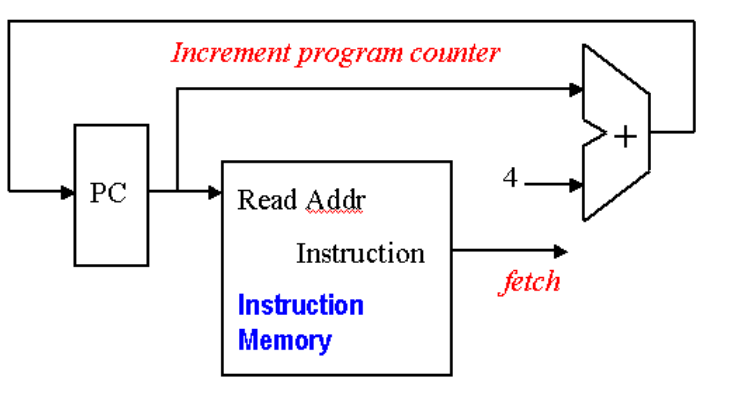 Increment program counter
PC
Read Addr
4
+
Instruction
fetch
Instruction
Memory